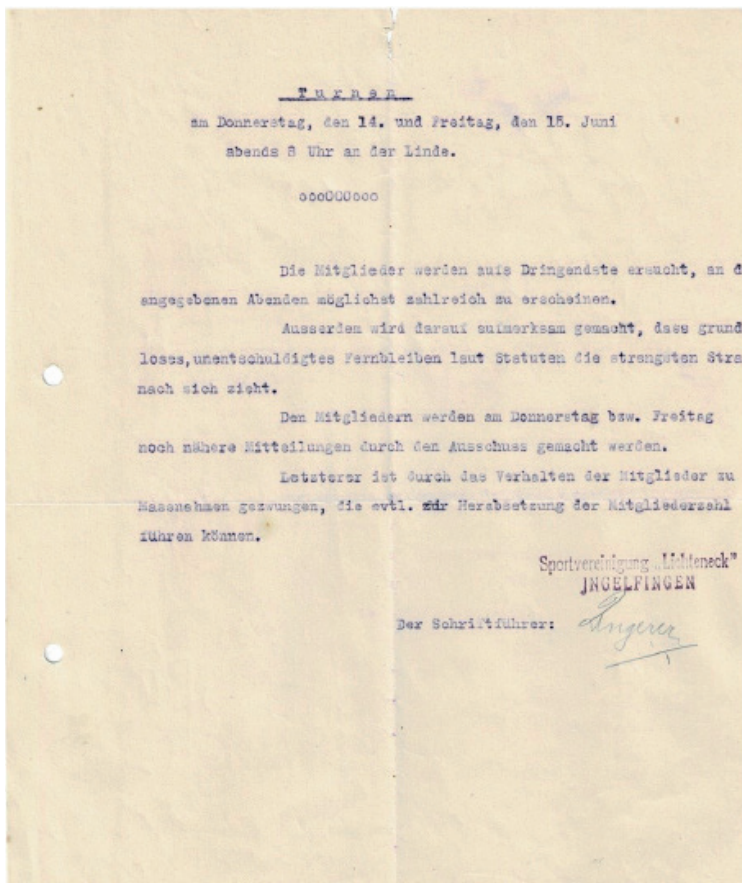 Turnen
am Donnerstag, den 14. und Freitag, den 15. Juni
abends 8 Uhr an der Linde.
oooOOOooo
Die Mitglieder werden aufs Dringendste ersucht, an d
angegebenen Abenden möglichst zahlreich zu erscheinen.
Ausserdem wird darauf aufmerksam gemacht, dass grund
loses,unentschuldigtes Fernbleiben laut Statuten die strengsten Stra
nach sich zieht.
Den Mitgliedern werden am Donnerstag bzw. Freitag
noch nähere Mitteilungen durch den Ausschuss gemacht werden.
Letzterer ist durch das Verhalten der Mitglieder zu
Massnahmen gezwungen, die evtl. zur Herabsetzung der Mitgliederzahl
führen können.
Sportvereinigung „Lichteneck"
JNGELFINGEN
Der Schriftführer: